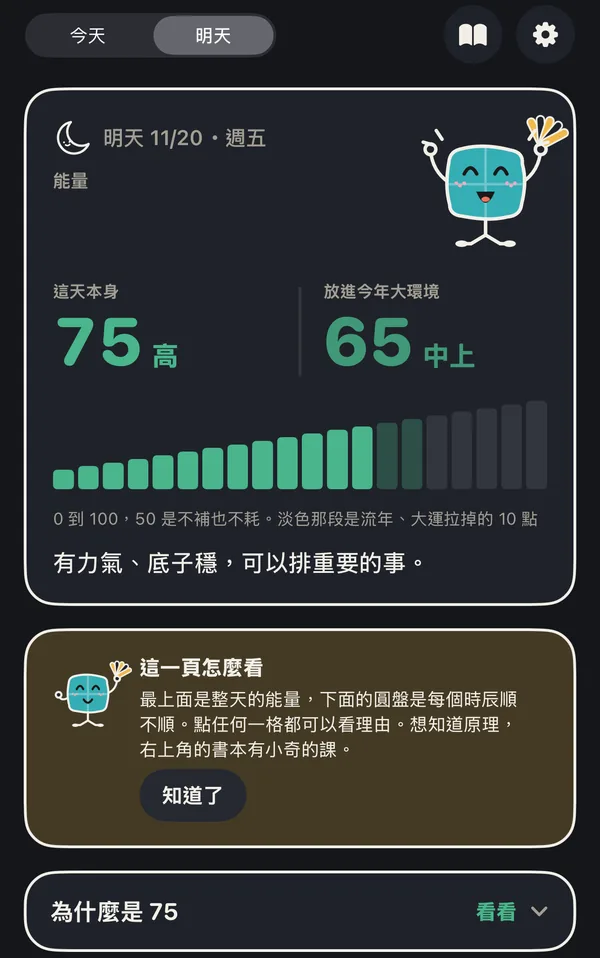 今天
明天
明天 11/20・週五
能量
這天本身
放進今年大環境
75 高
65 中上
0 到 100，50 是不補也不耗。淡色那段是流年、大運拉掉的 10 點
有力氣、底子穩，可以排重要的事。
這一頁怎麼看
最上面是整天的能量，下面的圓盤是每個時辰順
不順。點任何一格都可以看理由。想知道原理，
右上角的書本有小奇的課。
知道了
為什麼是 75
看看